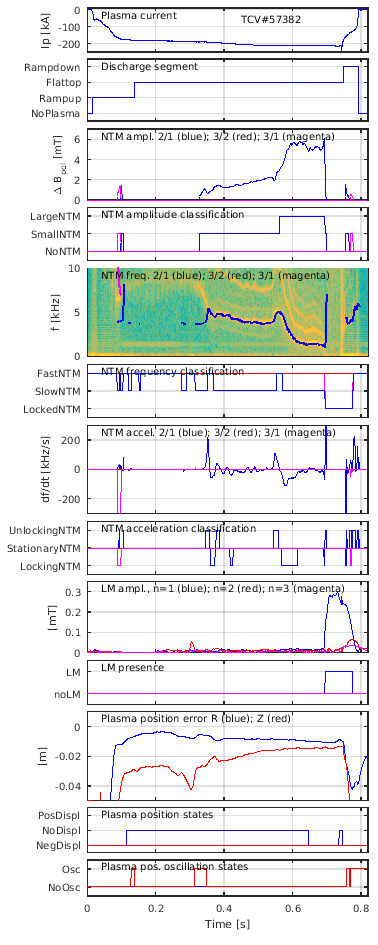 Plasma current
TCV#57382
Ip [kA]
0
-100
-200
Discharge segment
Rampdown
Flattop
Rampup
NoPlasma
NTM ampl. 2/1 (blue); 3/2 (red); 3/1 (magenta)
Δ B pol [mT]
6
4
2
0
NTM amplitude classification
LargeNTM
SmallNTM
NoNTM
NTM freq. 2/1 (blue); 3/2 (red); 3/1 (magenta)
f [kHz]
10
5
0
NTM frequency classification
FastNTM
SlowNTM
LockedNTM
NTM accel. 2/1 (blue); 3/2 (red); 3/1 (magenta)
df/dt [kHz/s]
200
0
-200
NTM acceleration classification
UnlockingNTM
StationaryNTM
LockingNTM
LM ampl., n=1 (blue); n=2 (red); n=3 (magenta)
[mT]
0.3
0.2
0.1
0
LM presence
LM
noLM
Plasma position error R (blue); Z (red)
[m]
0
-0.02
-0.04
Plasma position states
PosDispl
NoDispl
NegDispl
Plasma pos. oscillation states
Osc
NoOsc
0 0.2 0.4 0.6 0.8
Time [s]